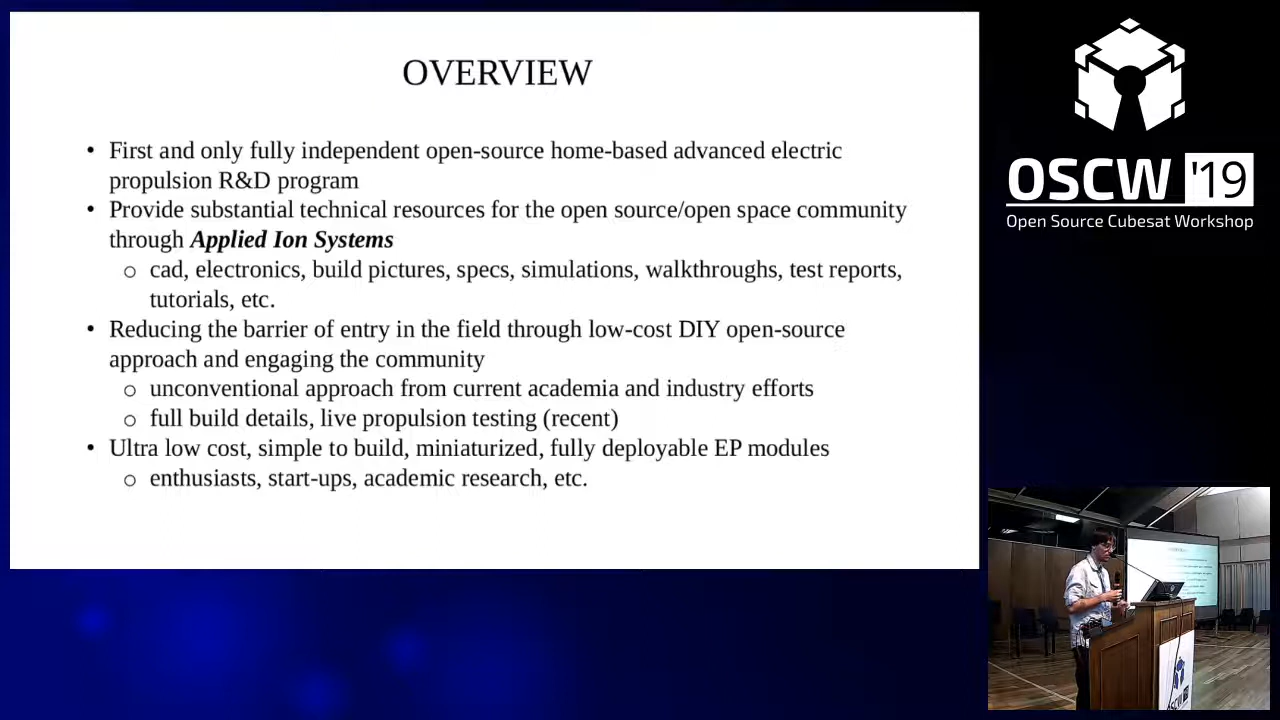 OVERVIEW
• First and only fully independent open-source home-based advanced electric
propulsion R&D program
• Provide substantial technical resources for the open source/open space community
through Applied Ion Systems
○ cad, electronics, build pictures, specs, simulations, walkthroughs, test reports,
tutorials, etc.
• Reducing the barrier of entry in the field through low-cost DIY open-source
approach and engaging the community
○ unconventional approach from current academia and industry efforts
○ full build details, live propulsion testing (recent)
• Ultra low cost, simple to build, miniaturized, fully deployable EP modules
○ enthusiasts, start-ups, academic research, etc.
OSCW '19
Open Source Cubesat Workshop